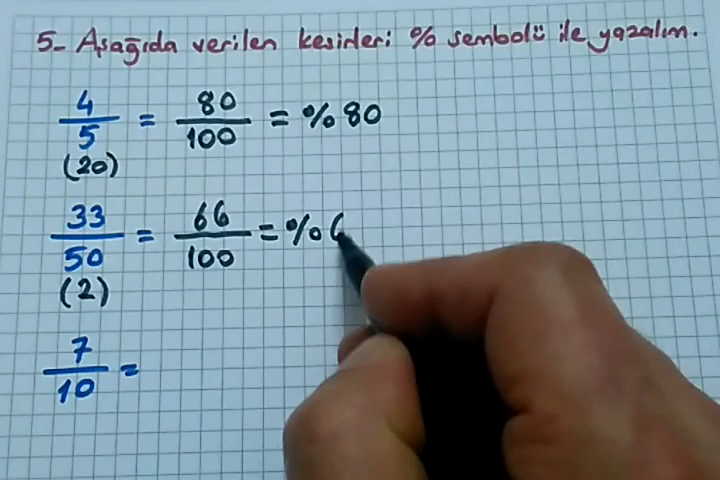 5- Aşağıda verilen kesirleri % sembolü ile yazalım.
4/5 = 80/100 = %80
(20)
33/50 = 66/100 = %6
(2)
7/10 =